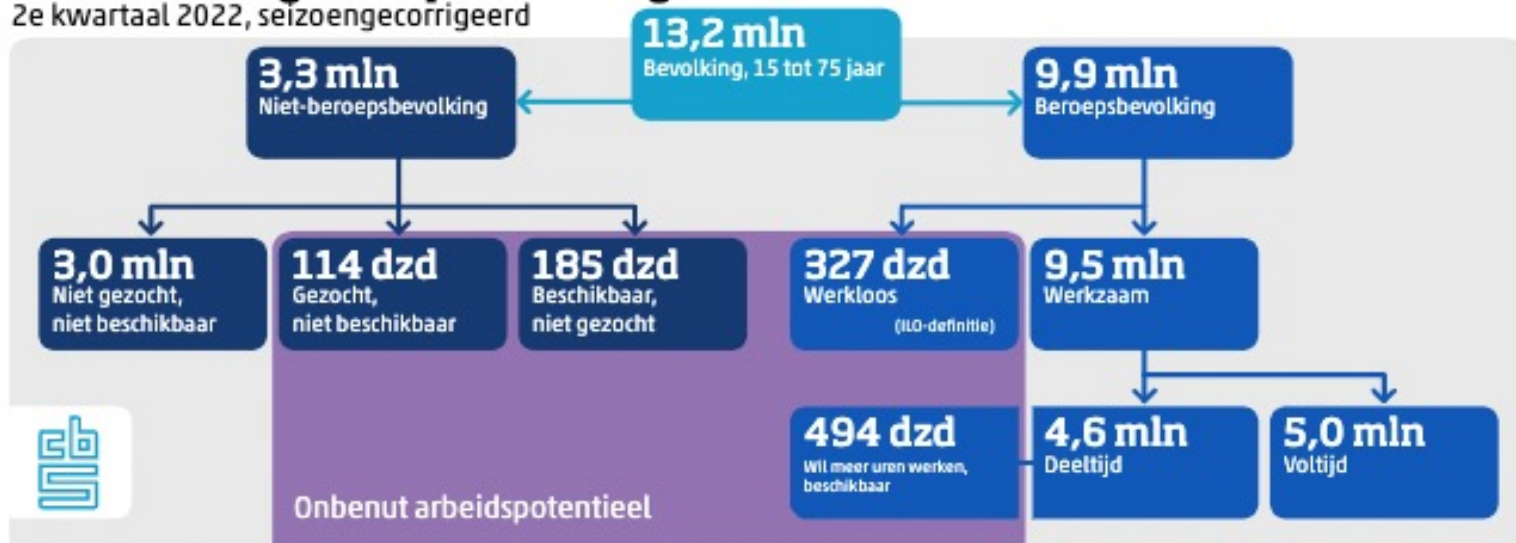 2e kwartaal 2022, seizoengecorrigeerd
13,2 mln
Bevolking, 15 tot 75 jaar
3,3 mln
Niet-beroepsbevolking
9,9 mln
Beroepsbevolking
3,0 mln
Niet gezocht,
niet beschikbaar
114 dzd
Gezocht,
niet beschikbaar
185 dzd
Beschikbaar,
niet gezocht
327 dzd
Werkloos
(ILO-definitie)
9,5 mln
Werkzaam
494 dzd
Wil meer uren werken,
beschikbaar
4,6 mln
Deeltijd
5,0 mln
Voltijd
Onbenut arbeidspotentieel
cbs